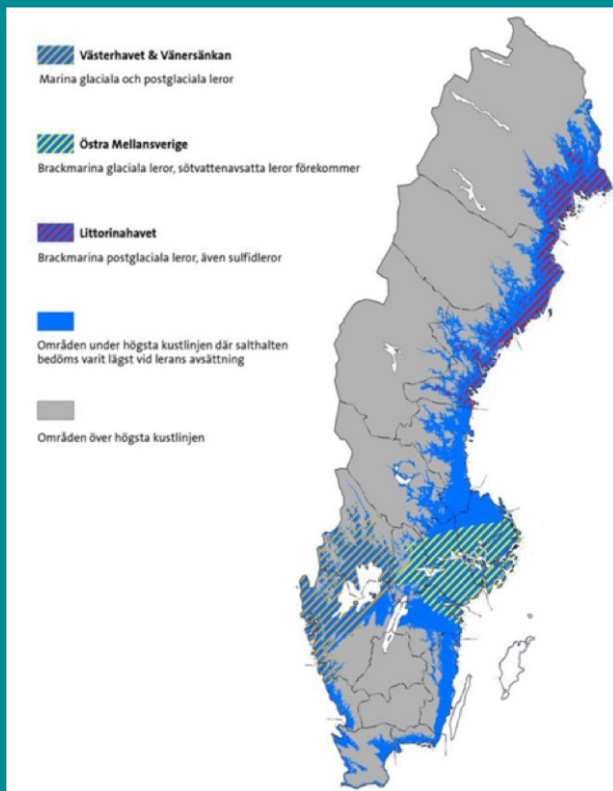 Västerhavet & Vänersänkan
Marina glaciala och postglaciala leror
Östra Mellansverige
Brackmarina glaciala leror, sötvattenavsatta leror förekommer
Littorinahavet
Brackmarina postglaciala leror, även sulfidleror
Områden under högsta kustlinjen där salthalten
bedöms varit lägst vid lerans avsättning
Områden över högsta kustlinjen